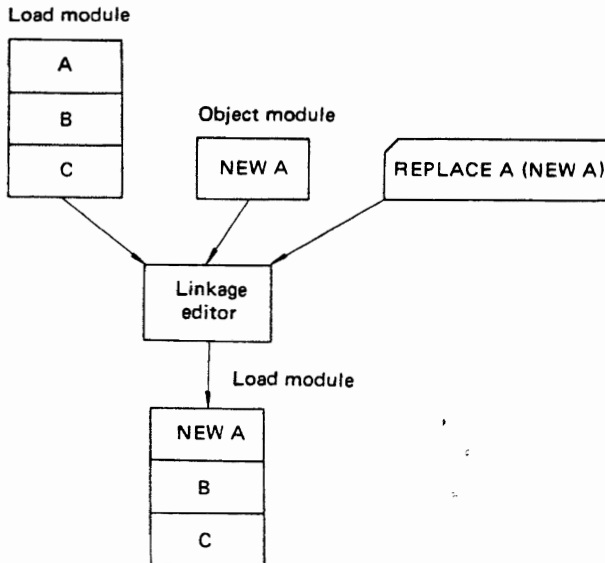 Load module
A
B
C
Object module
NEW A
REPLACE A (NEW A)
Linkage
editor
Load module
NEW A
B
C